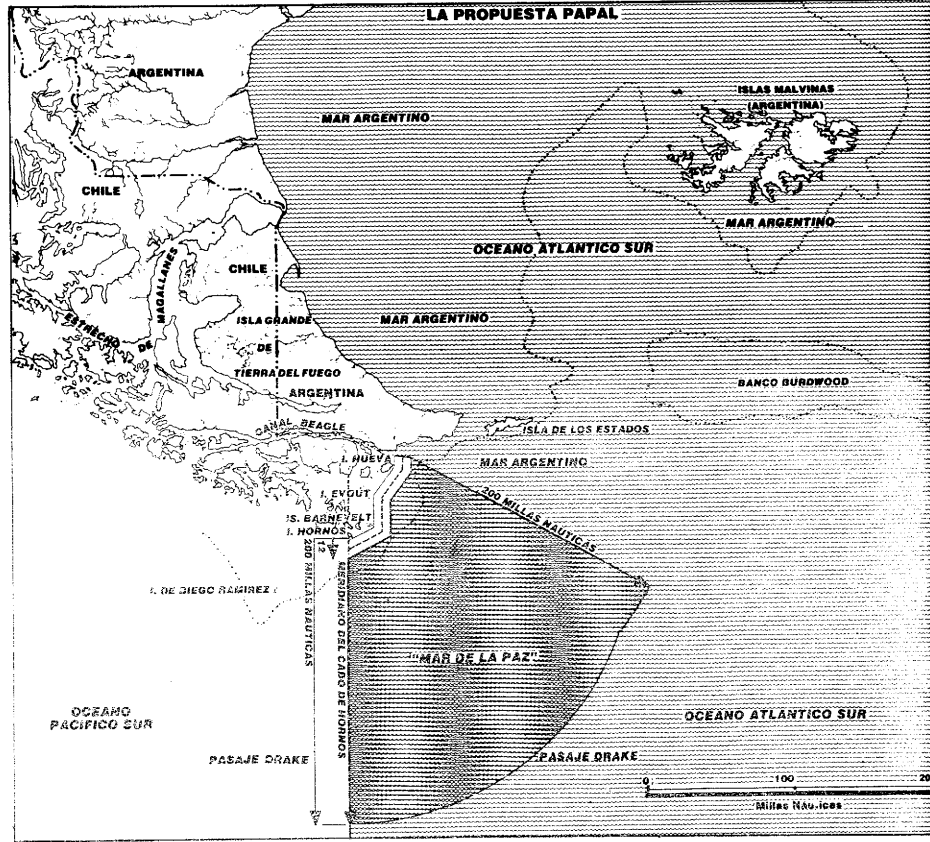 LA PROPUESTA PAPAL
ARGENTINA
ISLAS MALVINAS
(ARGENTINA)
MAR ARGENTINO
CHILE
MAR ARGENTINO
OCEANO ATLANTICO SUR
CHILE
ESTRECHO DE MAGALLANES
ISLA GRANDE
DE
TIERRA DEL FUEGO
MAR ARGENTINO
BANCO BURDWOOD
ARGENTINA
CANAL BEAGLE
ISLA DE LOS ESTADOS
I. NUEVA
MAR ARGENTINO
I. EVOUT
IS. BARNEVELT
I. HORNOS
200 MILLAS NAUTICAS
12
200 MILLAS NAUTICAS
MERIDIANO DEL CABO DE HORNOS
I. DE DIEGO RAMIREZ
"MAR DE LA PAZ"
OCEANO
PACIFICO SUR
OCEANO ATLANTICO SUR
PASAJE DRAKE
PASAJE DRAKE
0 100 20
Millas Náuticas